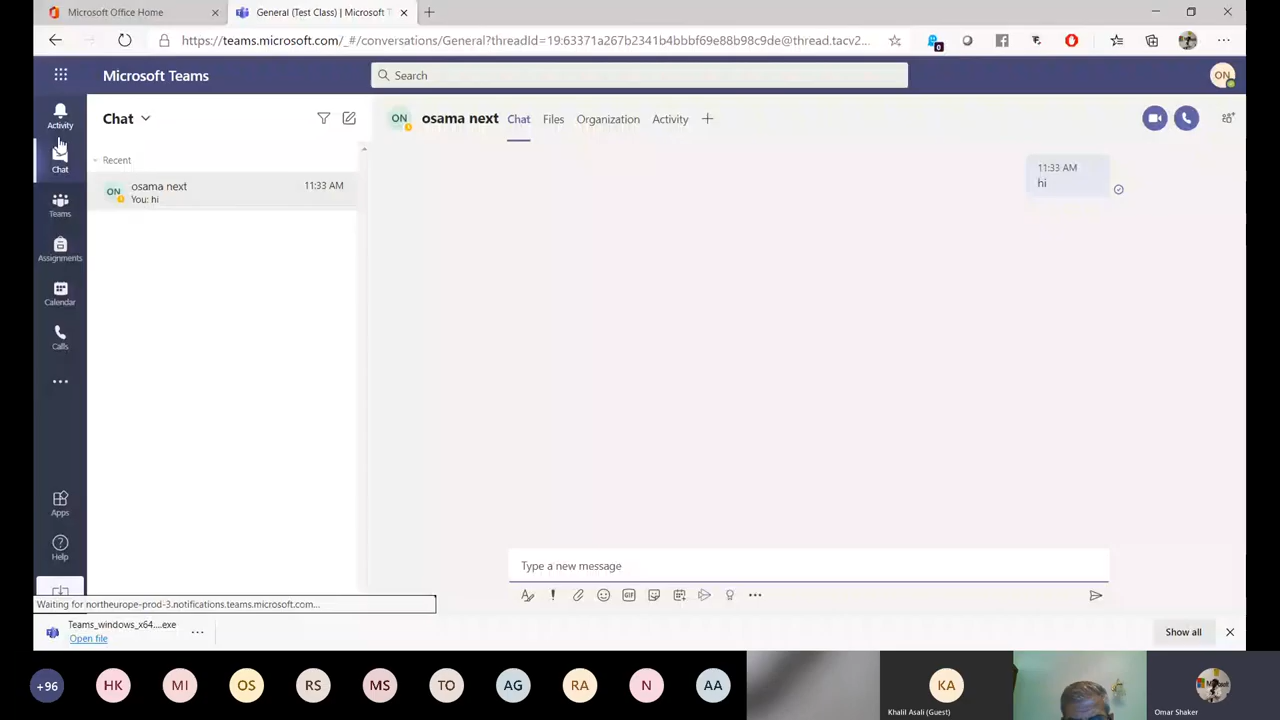 Microsoft Office Home
General (Test Class) | Microsoft T
https://teams.microsoft.com/_#/conversations/General?threadId=19:63371a267b2341b4bbbf69e88b98c9de@thread.tacv2...
0
Microsoft Teams
Search
ON
Activity
Chat
Teams
Assignments
Calendar
Calls
Apps
Help
Chat
Recent
ON
osama next
11:33 AM
You: hi
ON
osama next
Chat
Files
Organization
Activity
11:33 AM
hi
Type a new message
GIF
Waiting for northeurope-prod-3.notifications.teams.microsoft.com...
Teams_windows_x64....exe
Open file
Show all
+96
HK
MI
OS
RS
MS
TO
AG
RA
N
AA
KA
Khalil Asali (Guest)
Omar Shaker